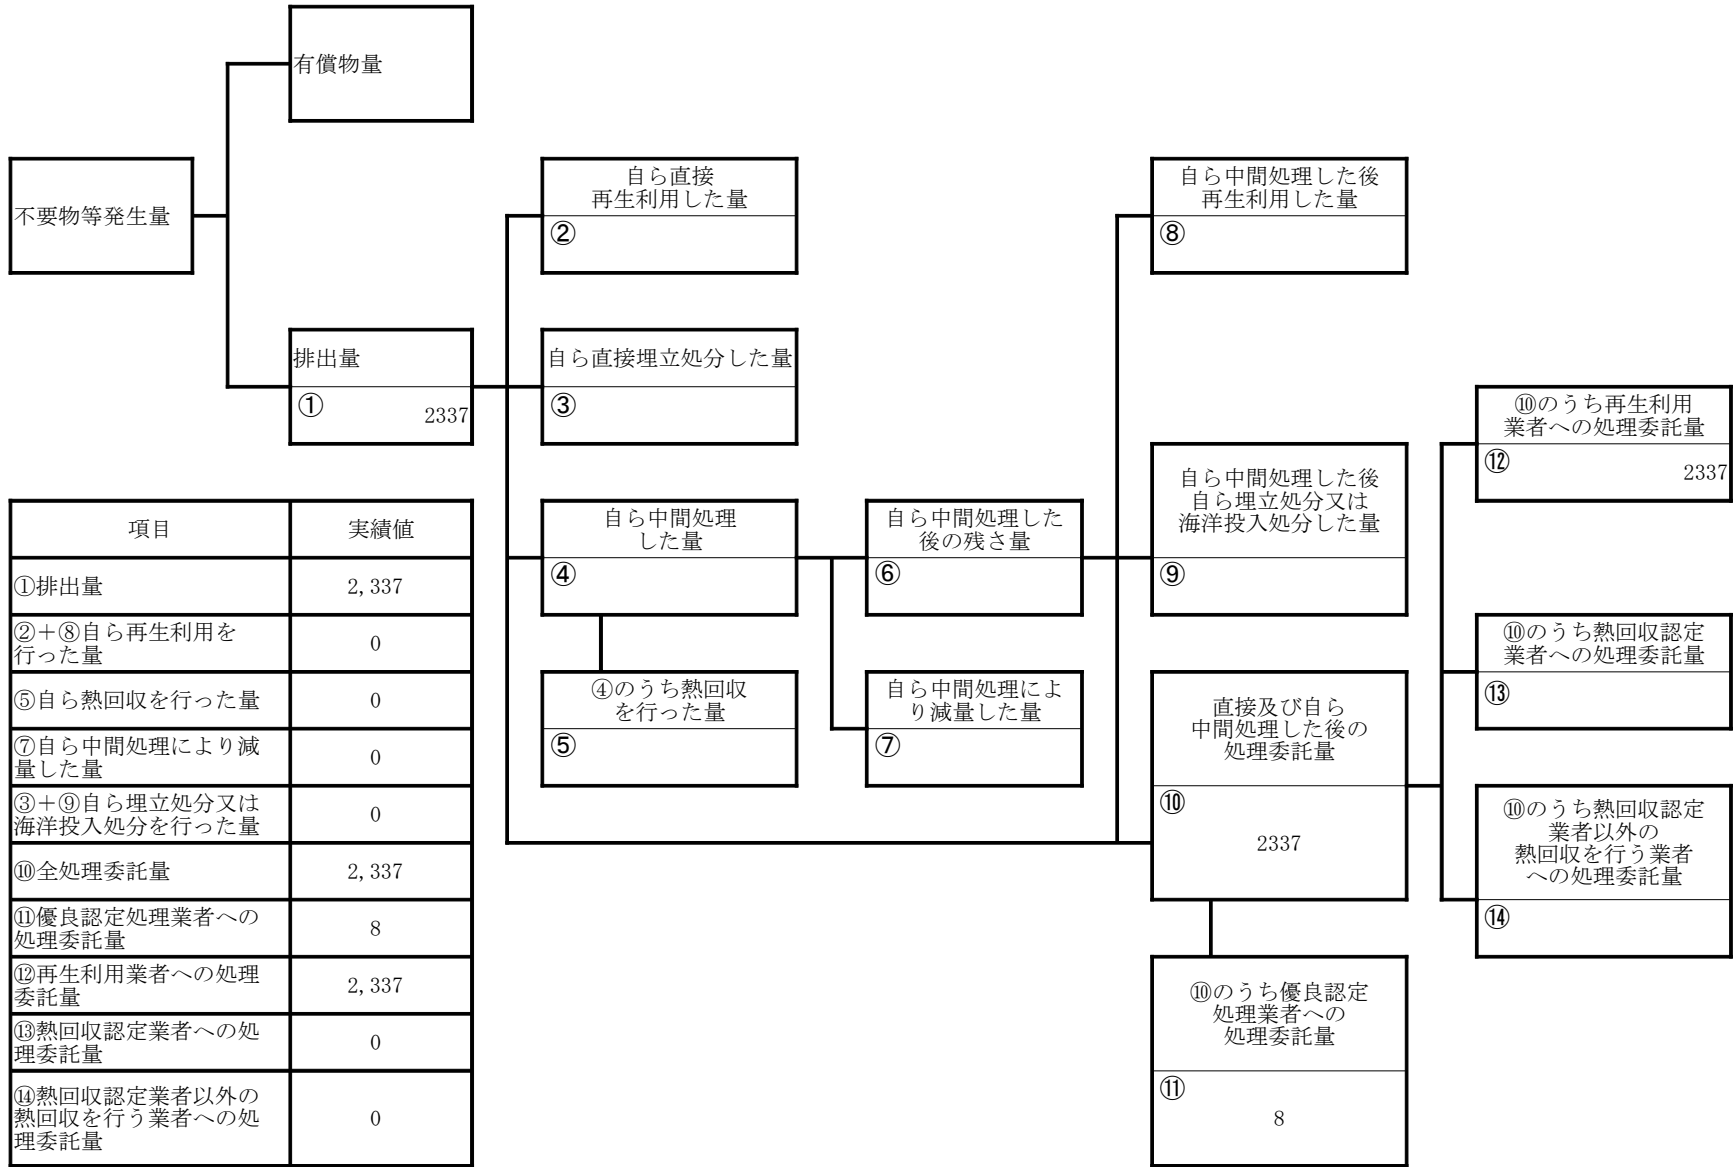 有償物量
不要物等発生量
排出量
①
2337
自ら直接
再生利用した量
②
自ら直接埋立処分した量
③
自ら中間処理
した量
④
④のうち熱回収
を行った量
⑤
自ら中間処理した
後の残さ量
⑥
自ら中間処理によ
り減量した量
⑦
自ら中間処理した後
再生利用した量
⑧
自ら中間処理した後
自ら埋立処分又は
海洋投入処分した量
⑨
直接及び自ら
中間処理した後の
処理委託量
⑩
2337
⑩のうち優良認定
処理業者への
処理委託量
⑪
8
⑩のうち再生利用
業者への処理委託量
⑫
2337
⑩のうち熱回収認定
業者への処理委託量
⑬
⑩のうち熱回収認定
業者以外の
熱回収を行う業者
への処理委託量
⑭
項目 実績値
①排出量 2,337
②＋⑧自ら再生利用を
行った量 0
⑤自ら熱回収を行った量 0
⑦自ら中間処理により減
量した量 0
③＋⑨自ら埋立処分又は
海洋投入処分を行った量 0
⑩全処理委託量 2,337
⑪優良認定処理業者への
処理委託量 8
⑫再生利用業者への処理
委託量 2,337
⑬熱回収認定業者への処
理委託量 0
⑭熱回収認定業者以外の
熱回収を行う業者への処
理委託量 0